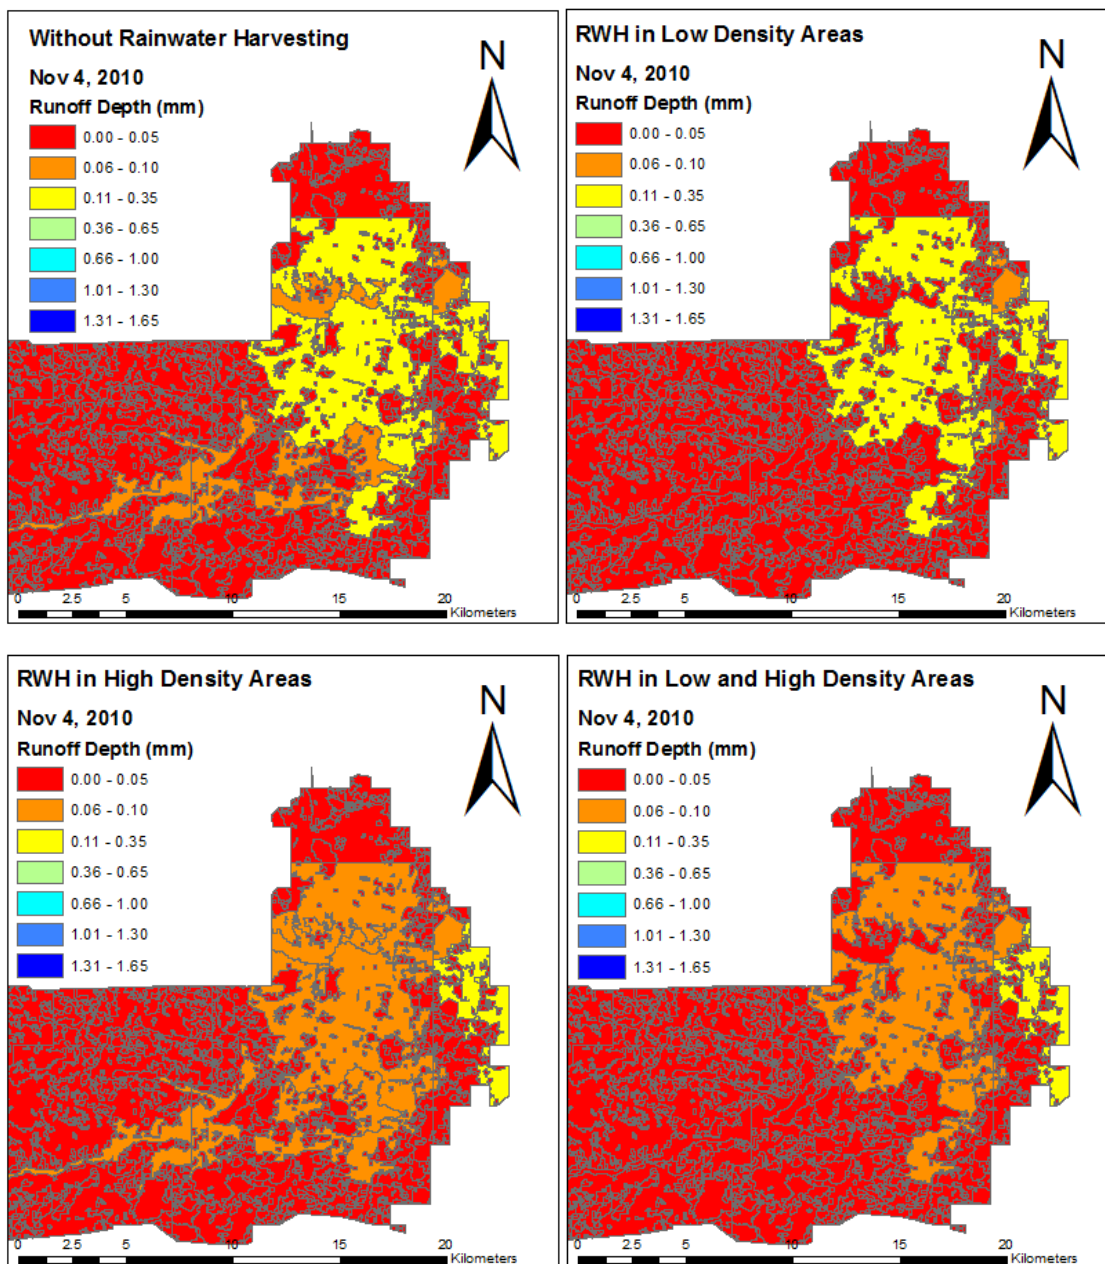 Without Rainwater Harvesting
N
Nov 4, 2010
Runoff Depth (mm)
0.00 - 0.05
0.06 - 0.10
0.11 - 0.35
0.36 - 0.65
0.66 - 1.00
1.01 - 1.30
1.31 - 1.65
0 2.5 5 10 15 20
Kilometers
RWH in Low Density Areas
N
Nov 4, 2010
Runoff Depth (mm)
0.00 - 0.05
0.06 - 0.10
0.11 - 0.35
0.36 - 0.65
0.66 - 1.00
1.01 - 1.30
1.31 - 1.65
0 2.5 5 10 15 20
Kilometers
RWH in High Density Areas
N
Nov 4, 2010
Runoff Depth (mm)
0.00 - 0.05
0.06 - 0.10
0.11 - 0.35
0.36 - 0.65
0.66 - 1.00
1.01 - 1.30
1.31 - 1.65
0 2.5 5 10 15 20
Kilometers
RWH in Low and High Density Areas
N
Nov 4, 2010
Runoff Depth (mm)
0.00 - 0.05
0.06 - 0.10
0.11 - 0.35
0.36 - 0.65
0.66 - 1.00
1.01 - 1.30
1.31 - 1.65
0 2.5 5 10 15 20
Kilometers